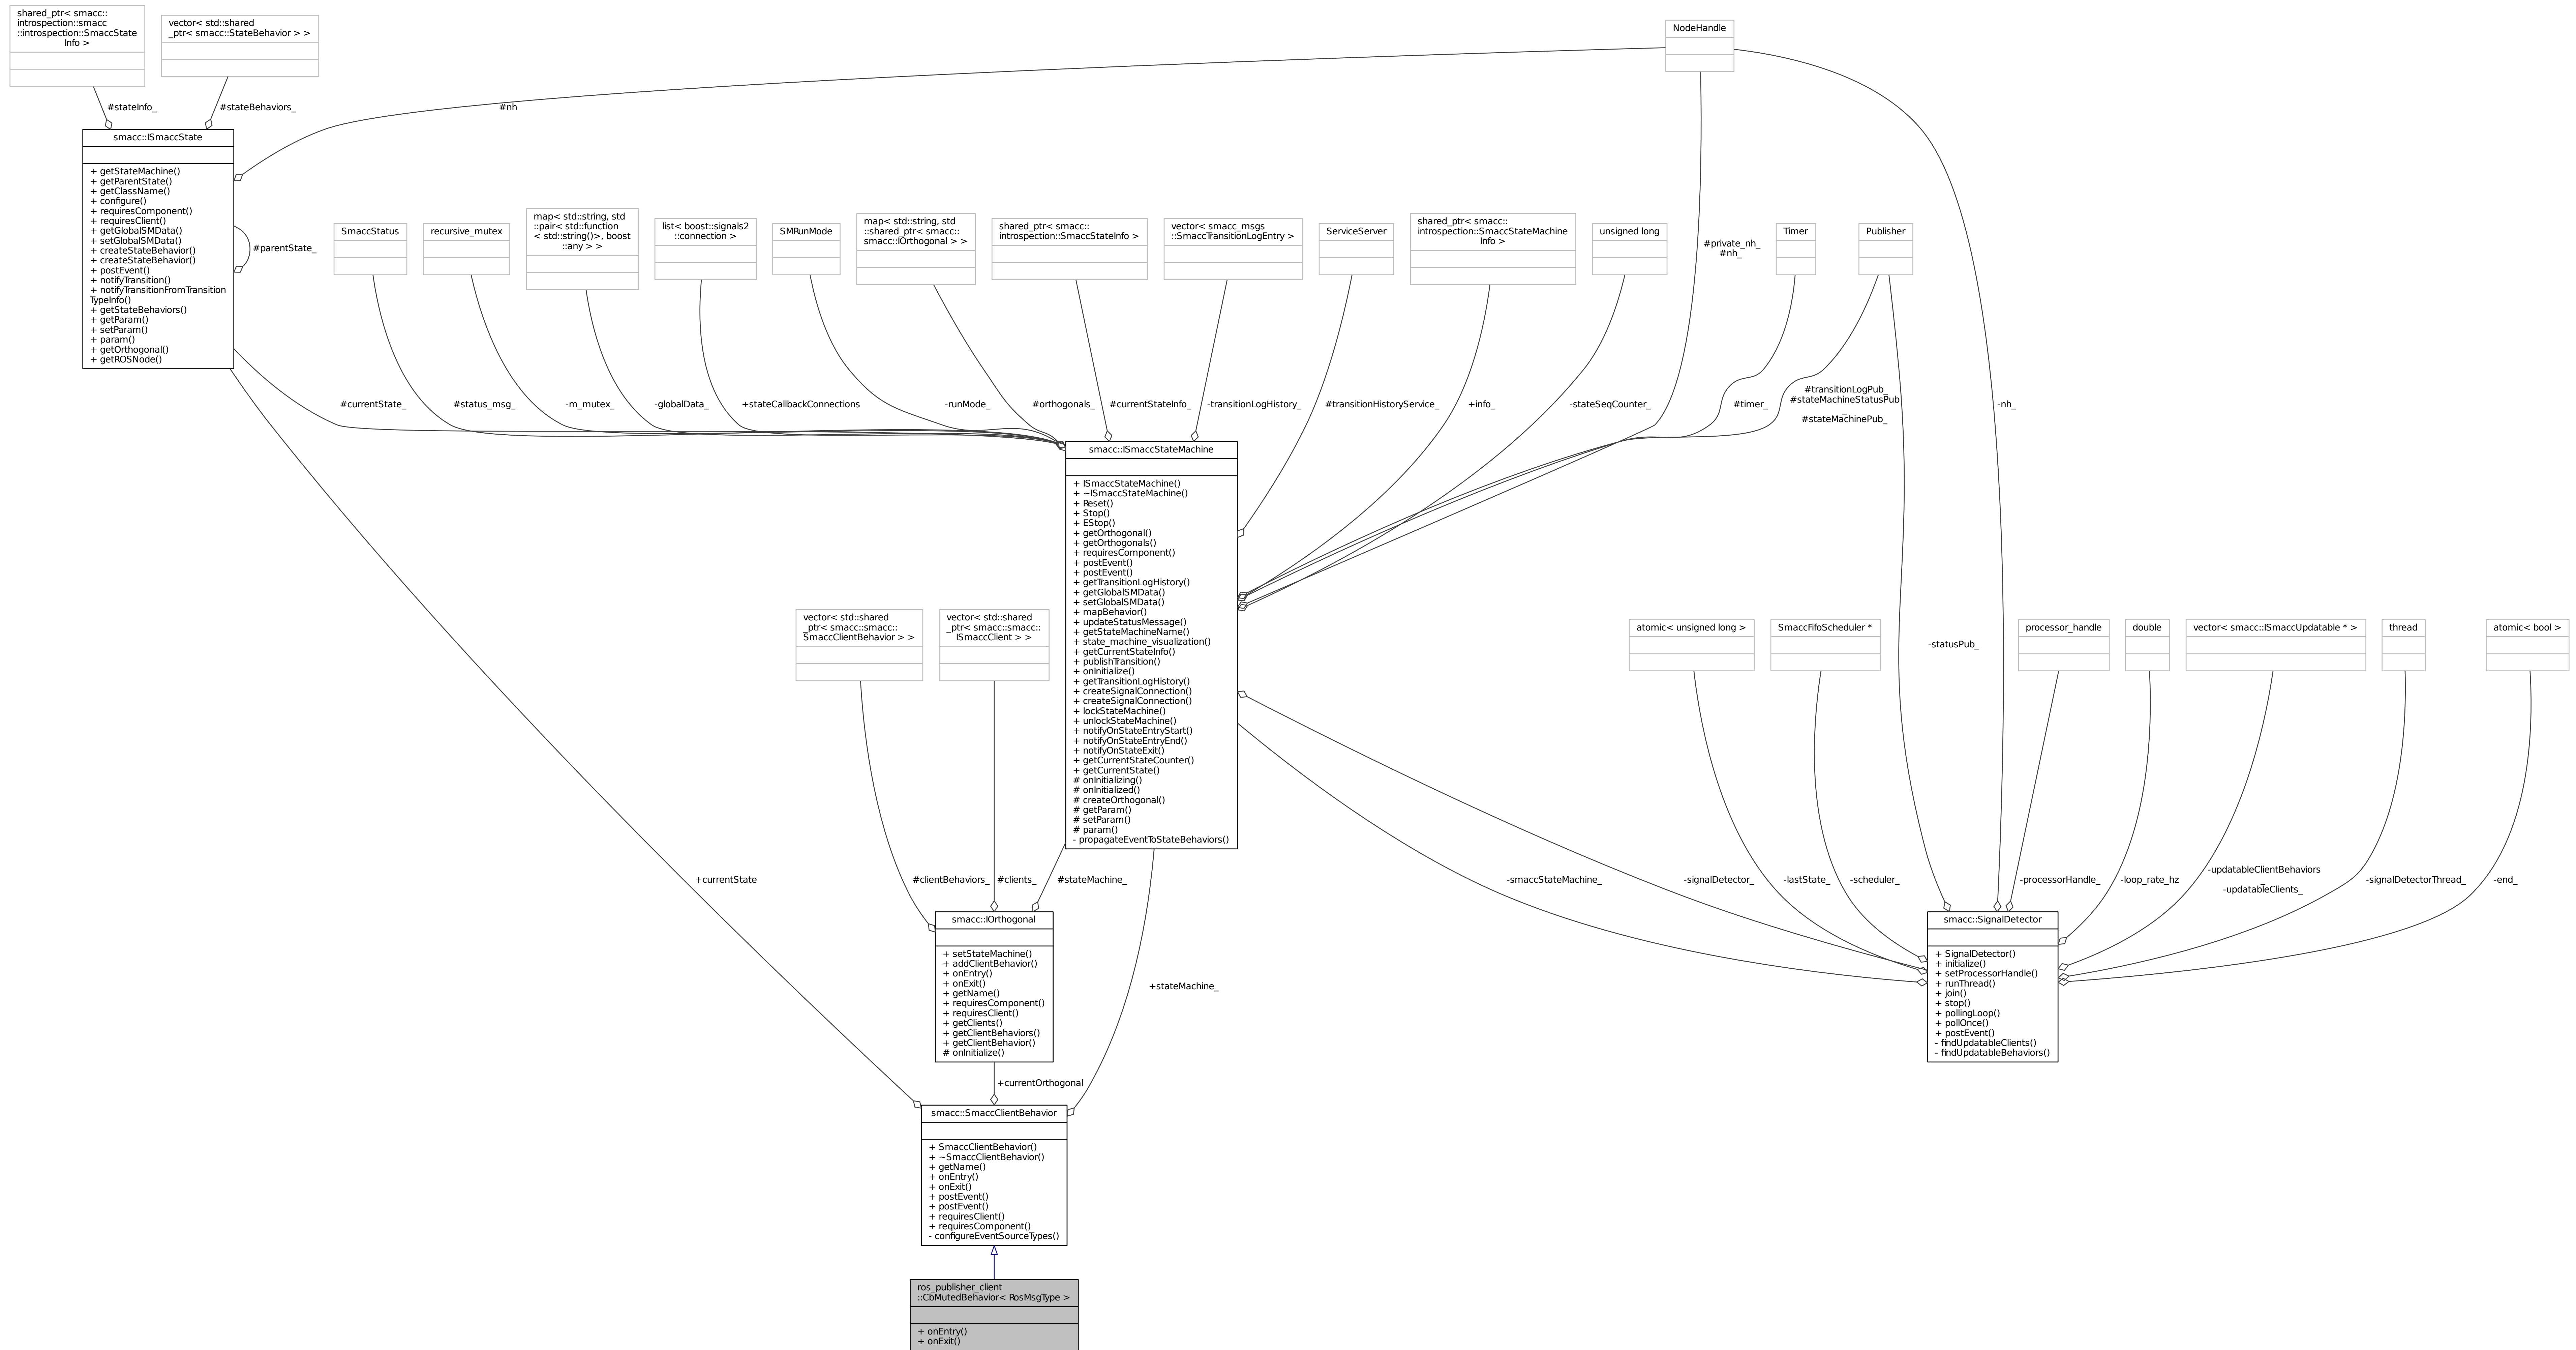 shared_ptr< smacc::
introspection::smacc
::introspection::SmaccState
Info >
vector< std::shared
_ptr< smacc::StateBehavior > >
NodeHandle
#stateInfo_
#stateBehaviors_
#nh
smacc::ISmaccState
+ getStateMachine()
+ getParentState()
+ getClassName()
+ configure()
+ requiresComponent()
+ requiresClient()
+ getGlobalSMData()
+ setGlobalSMData()
+ createStateBehavior()
+ createStateBehavior()
+ postEvent()
+ notifyTransition()
+ notifyTransitionFromTransition
TypeInfo()
+ getStateBehaviors()
+ getParam()
+ setParam()
+ param()
+ getOrthogonal()
+ getROSNode()
#parentState_
SmaccStatus
recursive_mutex
map< std::string, std
::pair< std::function
< std::string()>, boost
::any > >
list< boost::signals2
::connection >
SMRunMode
map< std::string, std
::shared_ptr< smacc::
smacc::IOrthogonal > >
shared_ptr< smacc::
introspection::SmaccStateInfo >
vector< smacc_msgs
::SmaccTransitionLogEntry >
ServiceServer
shared_ptr< smacc::
introspection::SmaccStateMachine
Info >
unsigned long
#private_nh_
#nh_
Timer
Publisher
#currentState_
#status_msg_
-m_mutex_
-globalData_
+stateCallbackConnections
-runMode_
#orthogonals_
#currentStateInfo_
-transitionLogHistory_
#transitionHistoryService_
+info_
-stateSeqCounter_
#timer_
#transitionLogPub_
#stateMachineStatusPub
_
#stateMachinePub_
-nh_
smacc::ISmaccStateMachine
+ ISmaccStateMachine()
+ ~ISmaccStateMachine()
+ Reset()
+ Stop()
+ EStop()
+ getOrthogonal()
+ getOrthogonals()
+ requiresComponent()
+ postEvent()
+ postEvent()
+ getTransitionLogHistory()
+ getGlobalSMData()
+ setGlobalSMData()
+ mapBehavior()
+ updateStatusMessage()
+ getStateMachineName()
+ state_machine_visualization()
+ getCurrentStateInfo()
+ publishTransition()
+ onInitialize()
+ getTransitionLogHistory()
+ createSignalConnection()
+ createSignalConnection()
+ lockStateMachine()
+ unlockStateMachine()
+ notifyOnStateEntryStart()
+ notifyOnStateEntryEnd()
+ notifyOnStateExit()
+ getCurrentStateCounter()
+ getCurrentState()
# onInitializing()
# onInitialized()
# createOrthogonal()
# getParam()
# setParam()
# param()
- propagateEventToStateBehaviors()
vector< std::shared
_ptr< smacc::smacc::
SmaccClientBehavior > >
vector< std::shared
_ptr< smacc::smacc::
ISmaccClient > >
atomic< unsigned long >
SmaccFifoScheduler *
-statusPub_
processor_handle
double
vector< smacc::ISmaccUpdatable * >
thread
atomic< bool >
+currentState
#clientBehaviors_
#clients_
#stateMachine_
-smaccStateMachine_
-signalDetector_
-lastState_
-scheduler_
-processorHandle_
-loop_rate_hz
-updatableClientBehaviors
_
-updatableClients_
-signalDetectorThread_
-end_
smacc::IOrthogonal
+ setStateMachine()
+ addClientBehavior()
+ onEntry()
+ onExit()
+ getName()
+ requiresComponent()
+ requiresClient()
+ getClients()
+ getClientBehaviors()
+ getClientBehavior()
# onInitialize()
+stateMachine_
smacc::SignalDetector
+ SignalDetector()
+ initialize()
+ setProcessorHandle()
+ runThread()
+ join()
+ stop()
+ pollingLoop()
+ pollOnce()
+ postEvent()
- findUpdatableClients()
- findUpdatableBehaviors()
+currentOrthogonal
smacc::SmaccClientBehavior
+ SmaccClientBehavior()
+ ~SmaccClientBehavior()
+ getName()
+ onEntry()
+ onExit()
+ postEvent()
+ postEvent()
+ requiresClient()
+ requiresComponent()
- configureEventSourceTypes()
ros_publisher_client
::CbMutedBehavior< RosMsgType >
+ onEntry()
+ onExit()